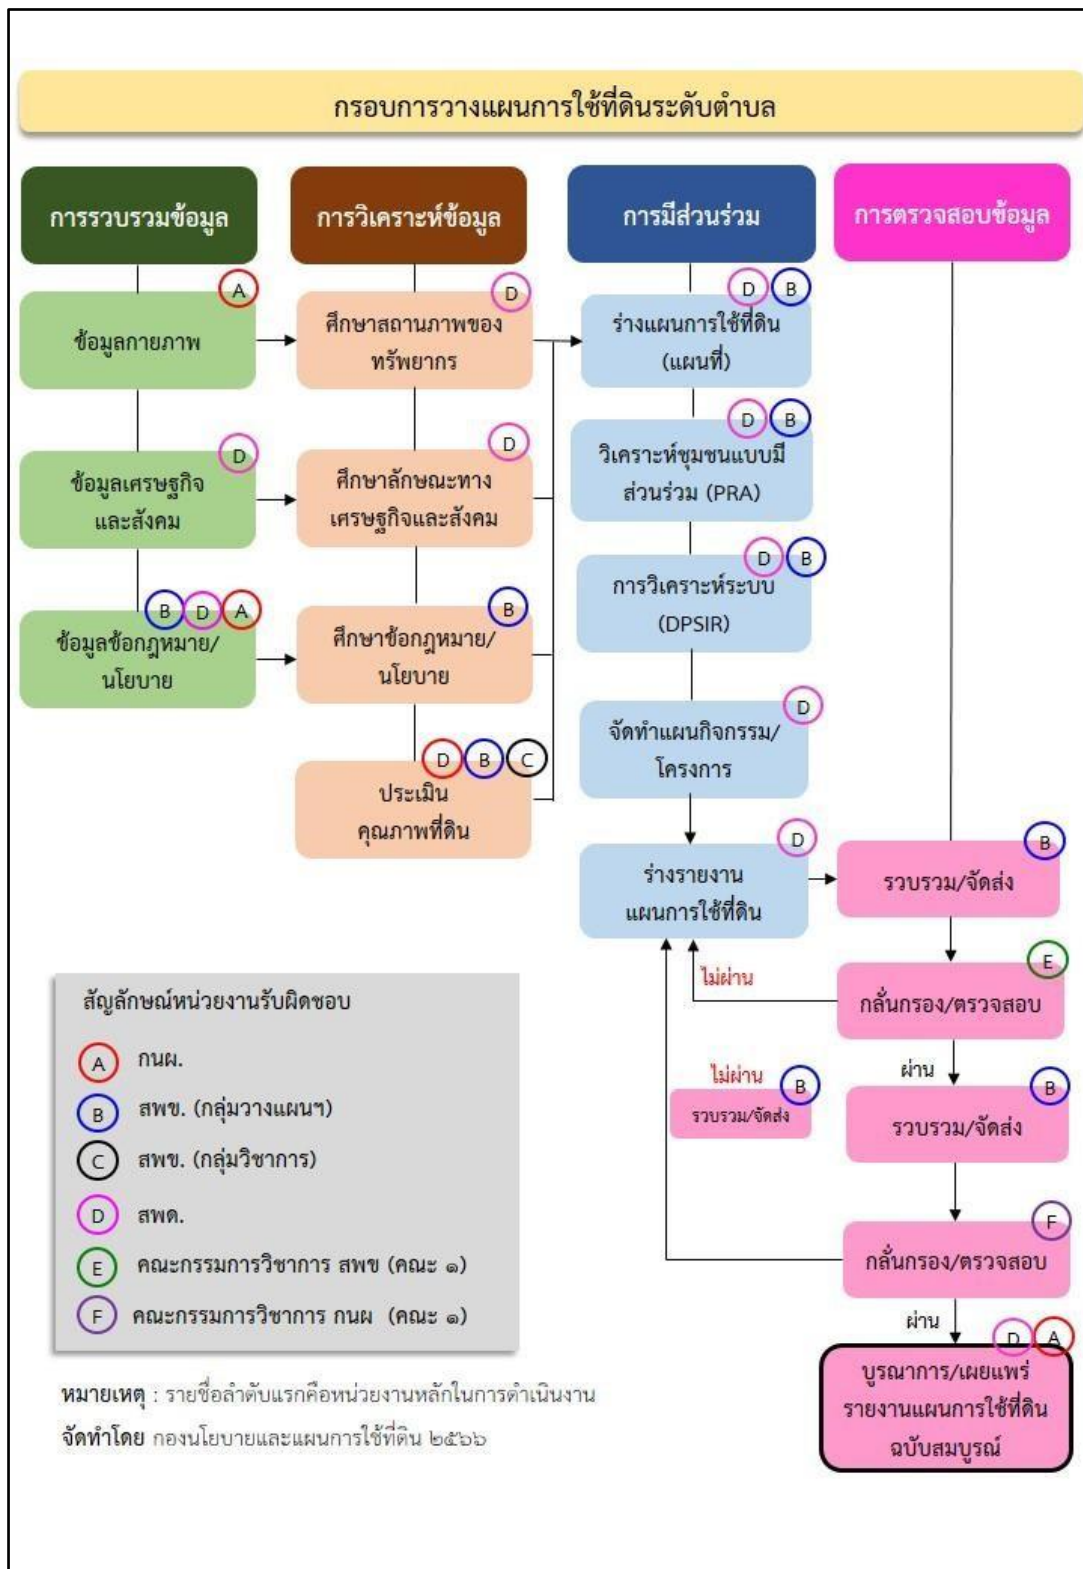 กรอบการวางแผนการใช้ที่ดินระดับตำบล
การรวบรวมข้อมูล
A
ข้อมูลกายภาพ
D
ข้อมูลเศรษฐกิจ
และสังคม
B D A
ข้อมูลข้อกฎหมาย/
นโยบาย
การวิเคราะห์ข้อมูล
D
ศึกษาสถานภาพของ
ทรัพยากร
D
ศึกษาลักษณะทาง
เศรษฐกิจและสังคม
B
ศึกษาข้อกฎหมาย/
นโยบาย
D B C
ประเมิน
คุณภาพที่ดิน
การมีส่วนร่วม
D B
ร่างแผนการใช้ที่ดิน
(แผนที่)
D B
วิเคราะห์ชุมชนแบบมี
ส่วนร่วม (PRA)
D B
การวิเคราะห์ระบบ
(DPSIR)
D
จัดทำแผนกิจกรรม/
โครงการ
D
ร่างรายงาน
แผนการใช้ที่ดิน
การตรวจสอบข้อมูล
B
รวบรวม/จัดส่ง
E
กลั่นกรอง/ตรวจสอบ
ไม่ผ่าน
ผ่าน
B
รวบรวม/จัดส่ง
ไม่ผ่าน
B
รวบรวม/จัดส่ง
F
กลั่นกรอง/ตรวจสอบ
ผ่าน
D A
บูรณาการ/เผยแพร่
รายงานแผนการใช้ที่ดิน
ฉบับสมบูรณ์
สัญลักษณ์หน่วยงานรับผิดชอบ
A กนผ.
B สพข. (กลุ่มวางแผนฯ)
C สพข. (กลุ่มวิชาการ)
D สพด.
E คณะกรรมการวิชาการ สพข (คณะ ๑)
F คณะกรรมการวิชาการ กนผ (คณะ ๑)
หมายเหตุ : รายชื่อลำดับแรกคือหน่วยงานหลักในการดำเนินงาน
จัดทำโดย กองนโยบายและแผนการใช้ที่ดิน ๒๕๖๖